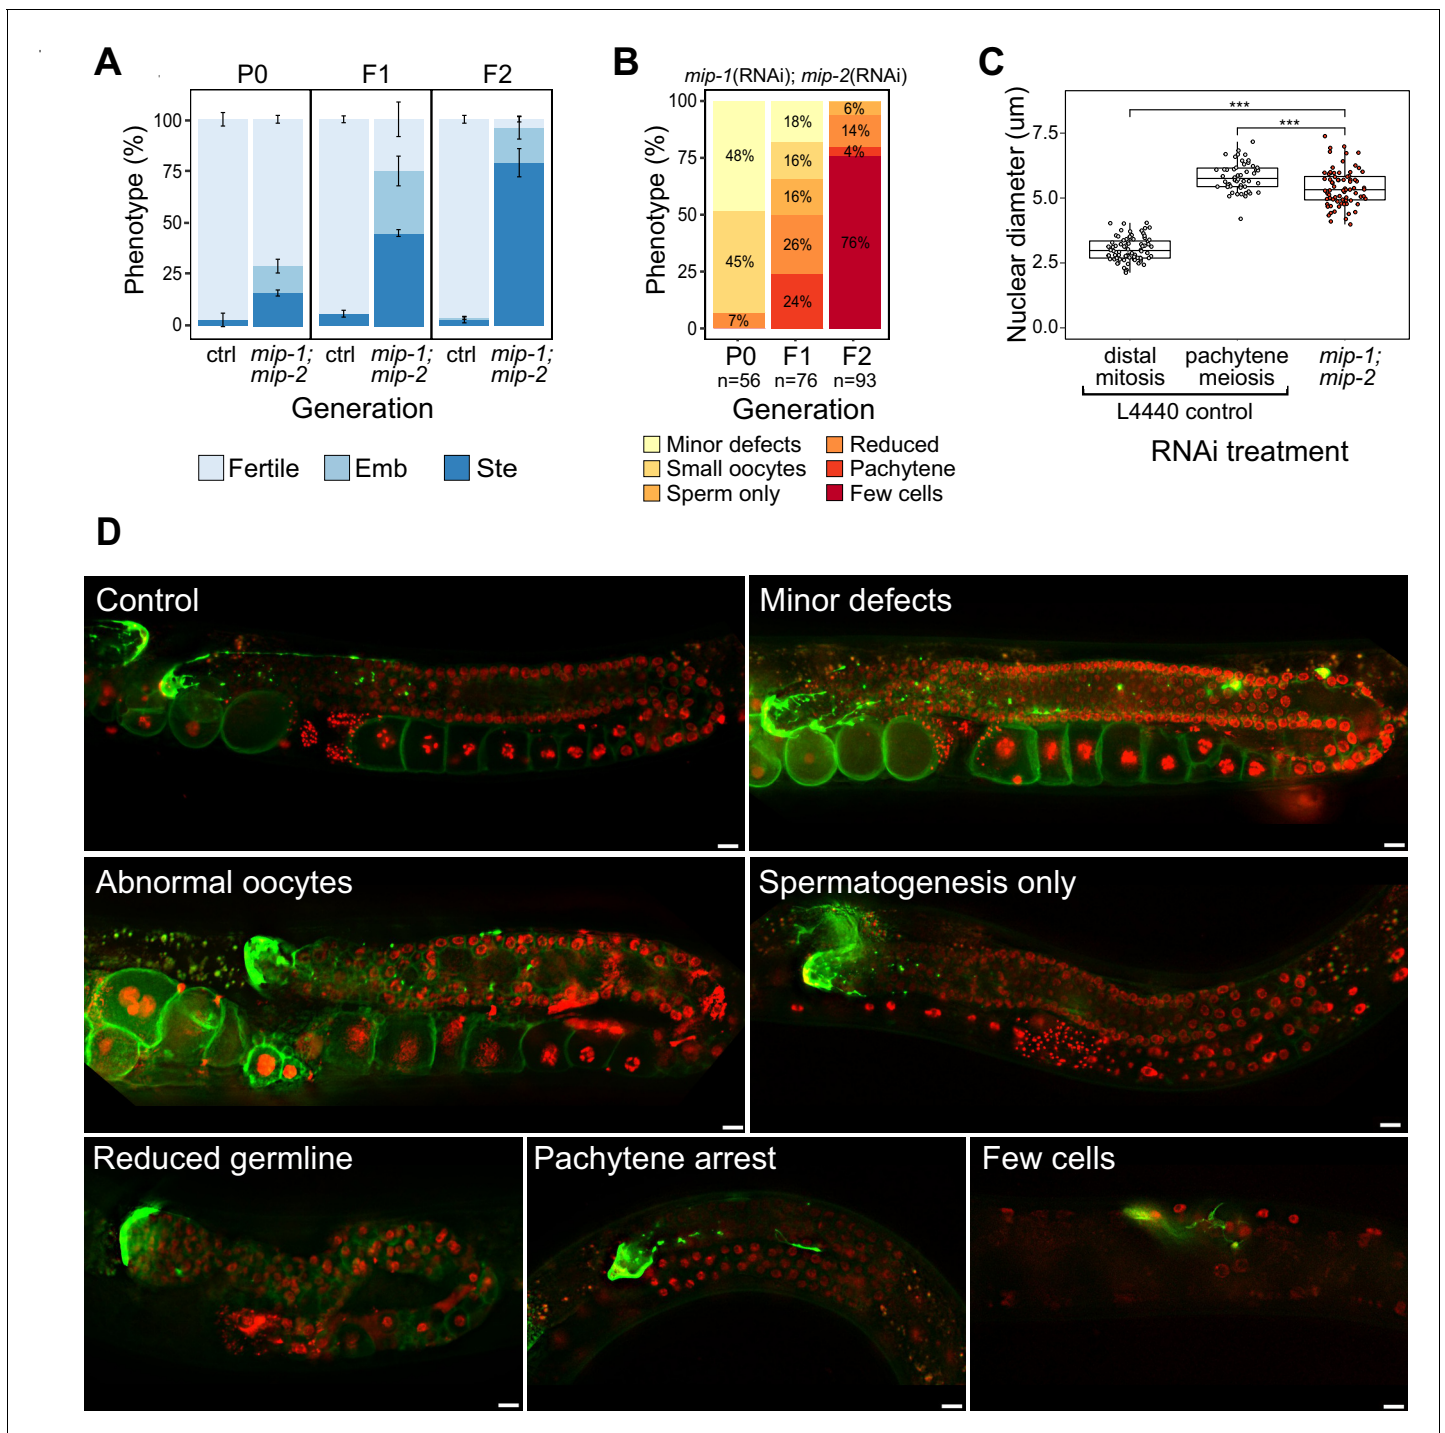 A
P0 F1 F2
Phenotype (%)
100
75
50
25
0
ctrl mip-1; mip-2 ctrl mip-1; mip-2 ctrl mip-1; mip-2
Generation
Fertile Emb Ste
B
mip-1(RNAi); mip-2(RNAi)
Phenotype (%)
100
75
50
25
0
48%
45%
7%
18%
16%
16%
26%
24%
6%
14%
4%
76%
P0 F1 F2
n=56 n=76 n=93
Generation
Minor defects Reduced
Small oocytes Pachytene
Sperm only Few cells
C
Nuclear diameter (um)
7.5
5.0
2.5
0.0
***
***
distal mitosis pachytene meiosis mip-1; mip-2
L4440 control
RNAi treatment
D
Control
Minor defects
Abnormal oocytes
Spermatogenesis only
Reduced germline
Pachytene arrest
Few cells